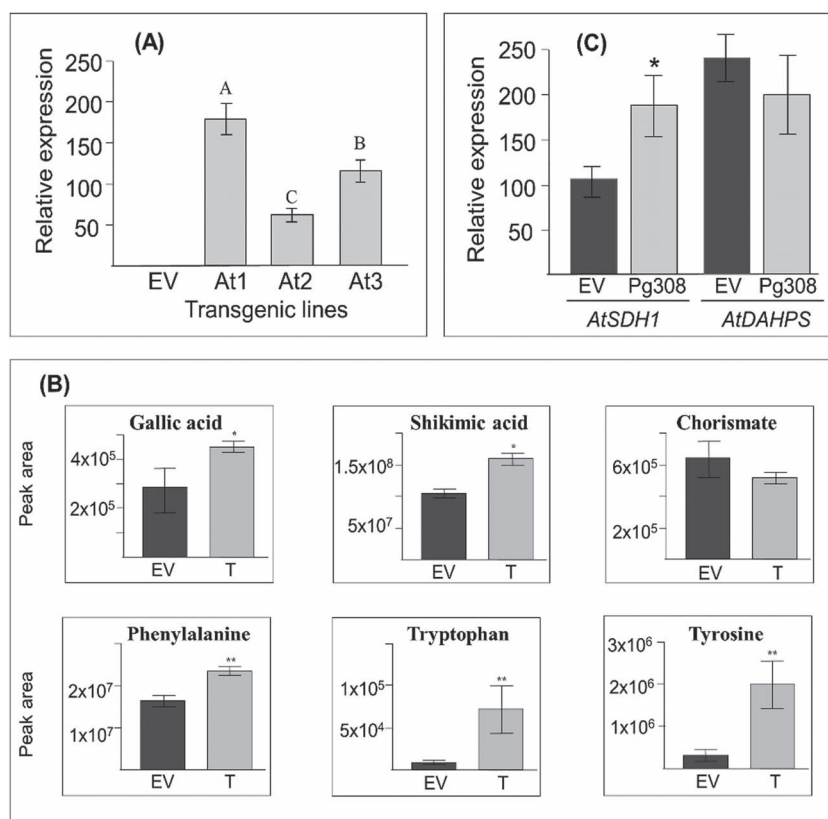 (A)
Relative expression
250
200
150
100
50
A
C
B
EV At1 At2 At3
Transgenic lines
(C)
Relative expression
250
200
150
100
50
*
EV Pg308 EV Pg308
AtSDH1 AtDAHPS
(B)
Peak area
Gallic acid
4x10⁵
2x10⁵
*
EV T
Shikimic acid
1.5x10⁸
5x10⁷
*
EV T
Chorismate
6x10⁵
2x10⁵
EV T
Peak area
Phenylalanine
2x10⁷
1x10⁷
**
EV T
Tryptophan
1x10⁵
5x10⁴
**
EV T
Tyrosine
3x10⁶
2x10⁶
1x10⁶
**
EV T